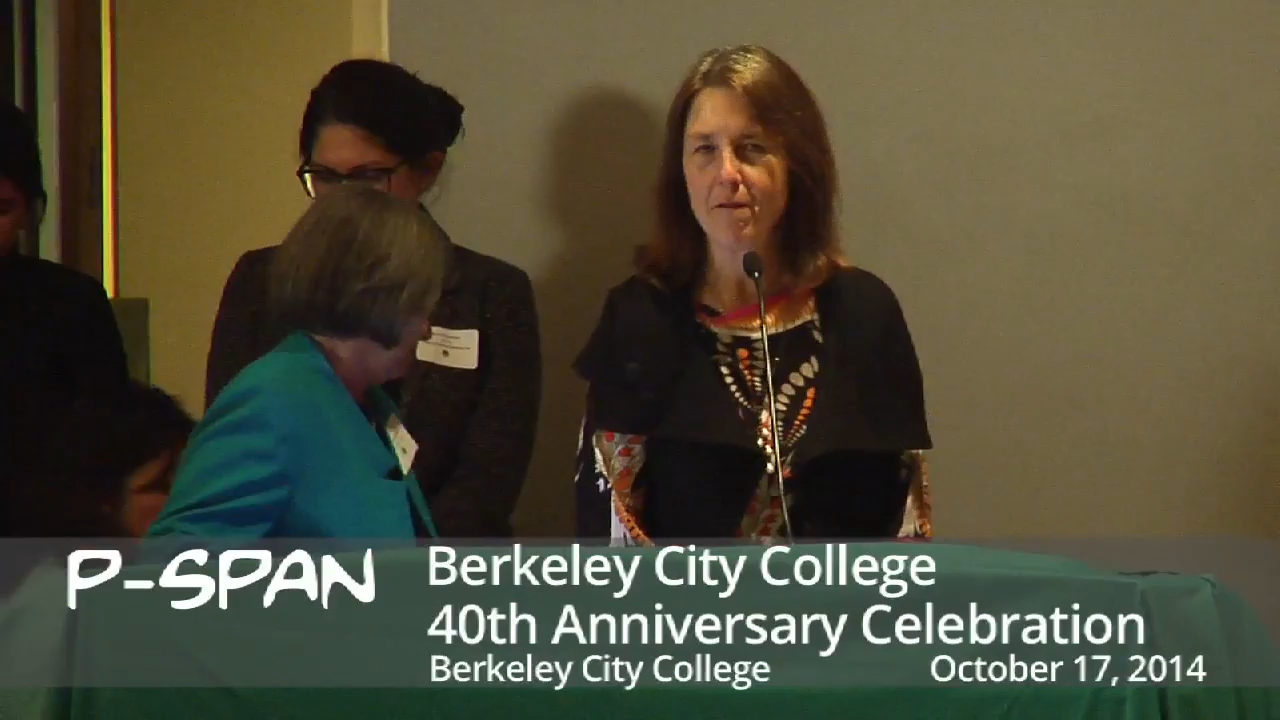 P-SPAN
Berkeley City College
40th Anniversary Celebration
Berkeley City College
October 17, 2014